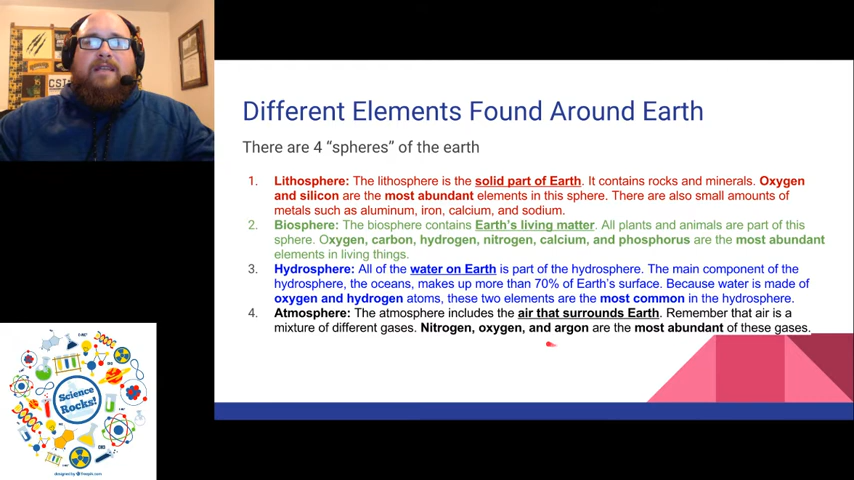 CSI
Different Elements Found Around Earth
There are 4 “spheres” of the earth
1. Lithosphere: The lithosphere is the solid part of Earth. It contains rocks and minerals. Oxygen
and silicon are the most abundant elements in this sphere. There are also small amounts of
metals such as aluminum, iron, calcium, and sodium.
2. Biosphere: The biosphere contains Earth's living matter. All plants and animals are part of this
sphere. Oxygen, carbon, hydrogen, nitrogen, calcium, and phosphorus are the most abundant
elements in living things.
3. Hydrosphere: All of the water on Earth is part of the hydrosphere. The main component of the
hydrosphere, the oceans, makes up more than 70% of Earth's surface. Because water is made of
oxygen and hydrogen atoms, these two elements are the most common in the hydrosphere.
4. Atmosphere: The atmosphere includes the air that surrounds Earth. Remember that air is a
mixture of different gases. Nitrogen, oxygen, and argon are the most abundant of these gases.
Science
Rocks!
designed by freepik.com